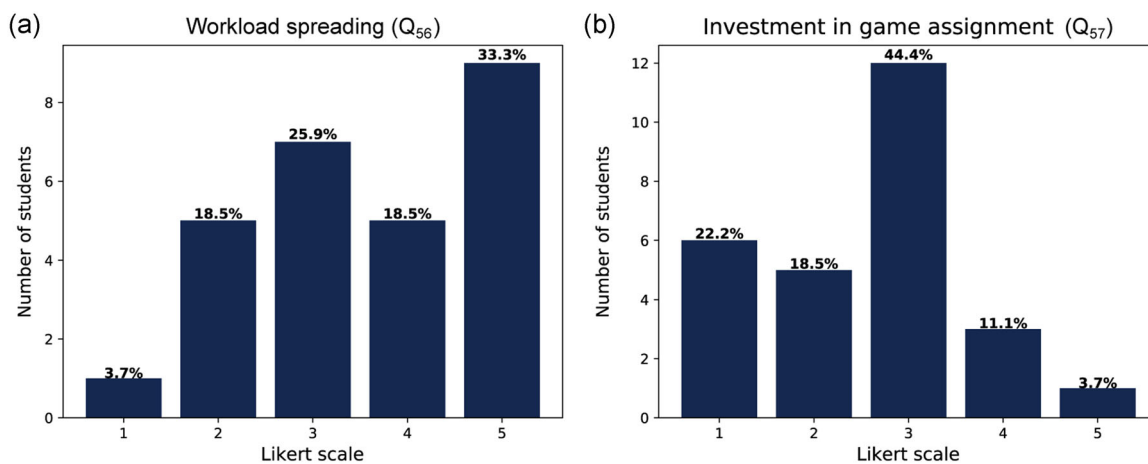 (a) Workload spreading (Q56)
Number of students
8
6
4
2
0
3.7%
18.5%
25.9%
18.5%
33.3%
1 2 3 4 5
Likert scale
(b) Investment in game assignment (Q57)
Number of students
12
10
8
6
4
2
0
22.2%
18.5%
44.4%
11.1%
3.7%
1 2 3 4 5
Likert scale